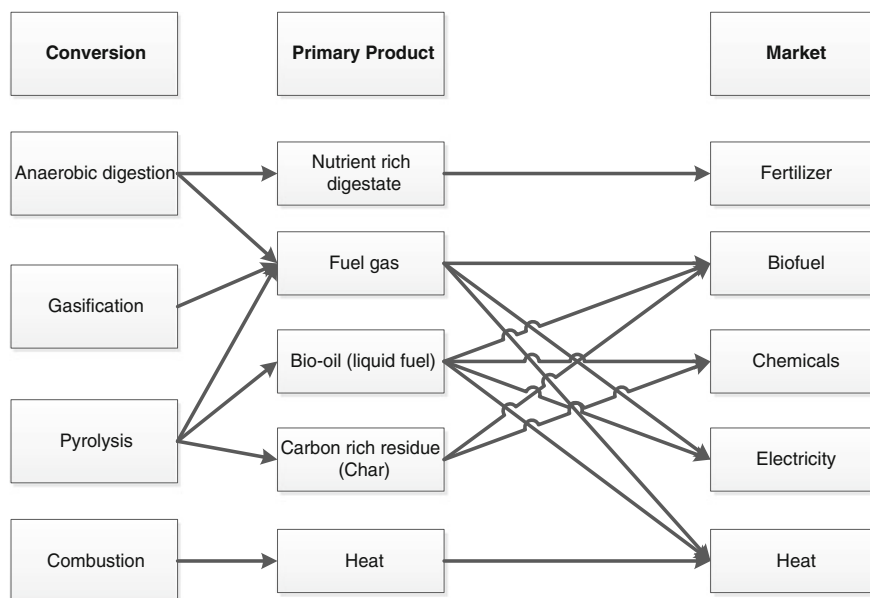 Conversion
Primary Product
Market
Anaerobic digestion
Nutrient rich
digestate
Fertilizer
Gasification
Fuel gas
Biofuel
Bio-oil (liquid fuel)
Chemicals
Pyrolysis
Carbon rich residue
(Char)
Electricity
Combustion
Heat
Heat